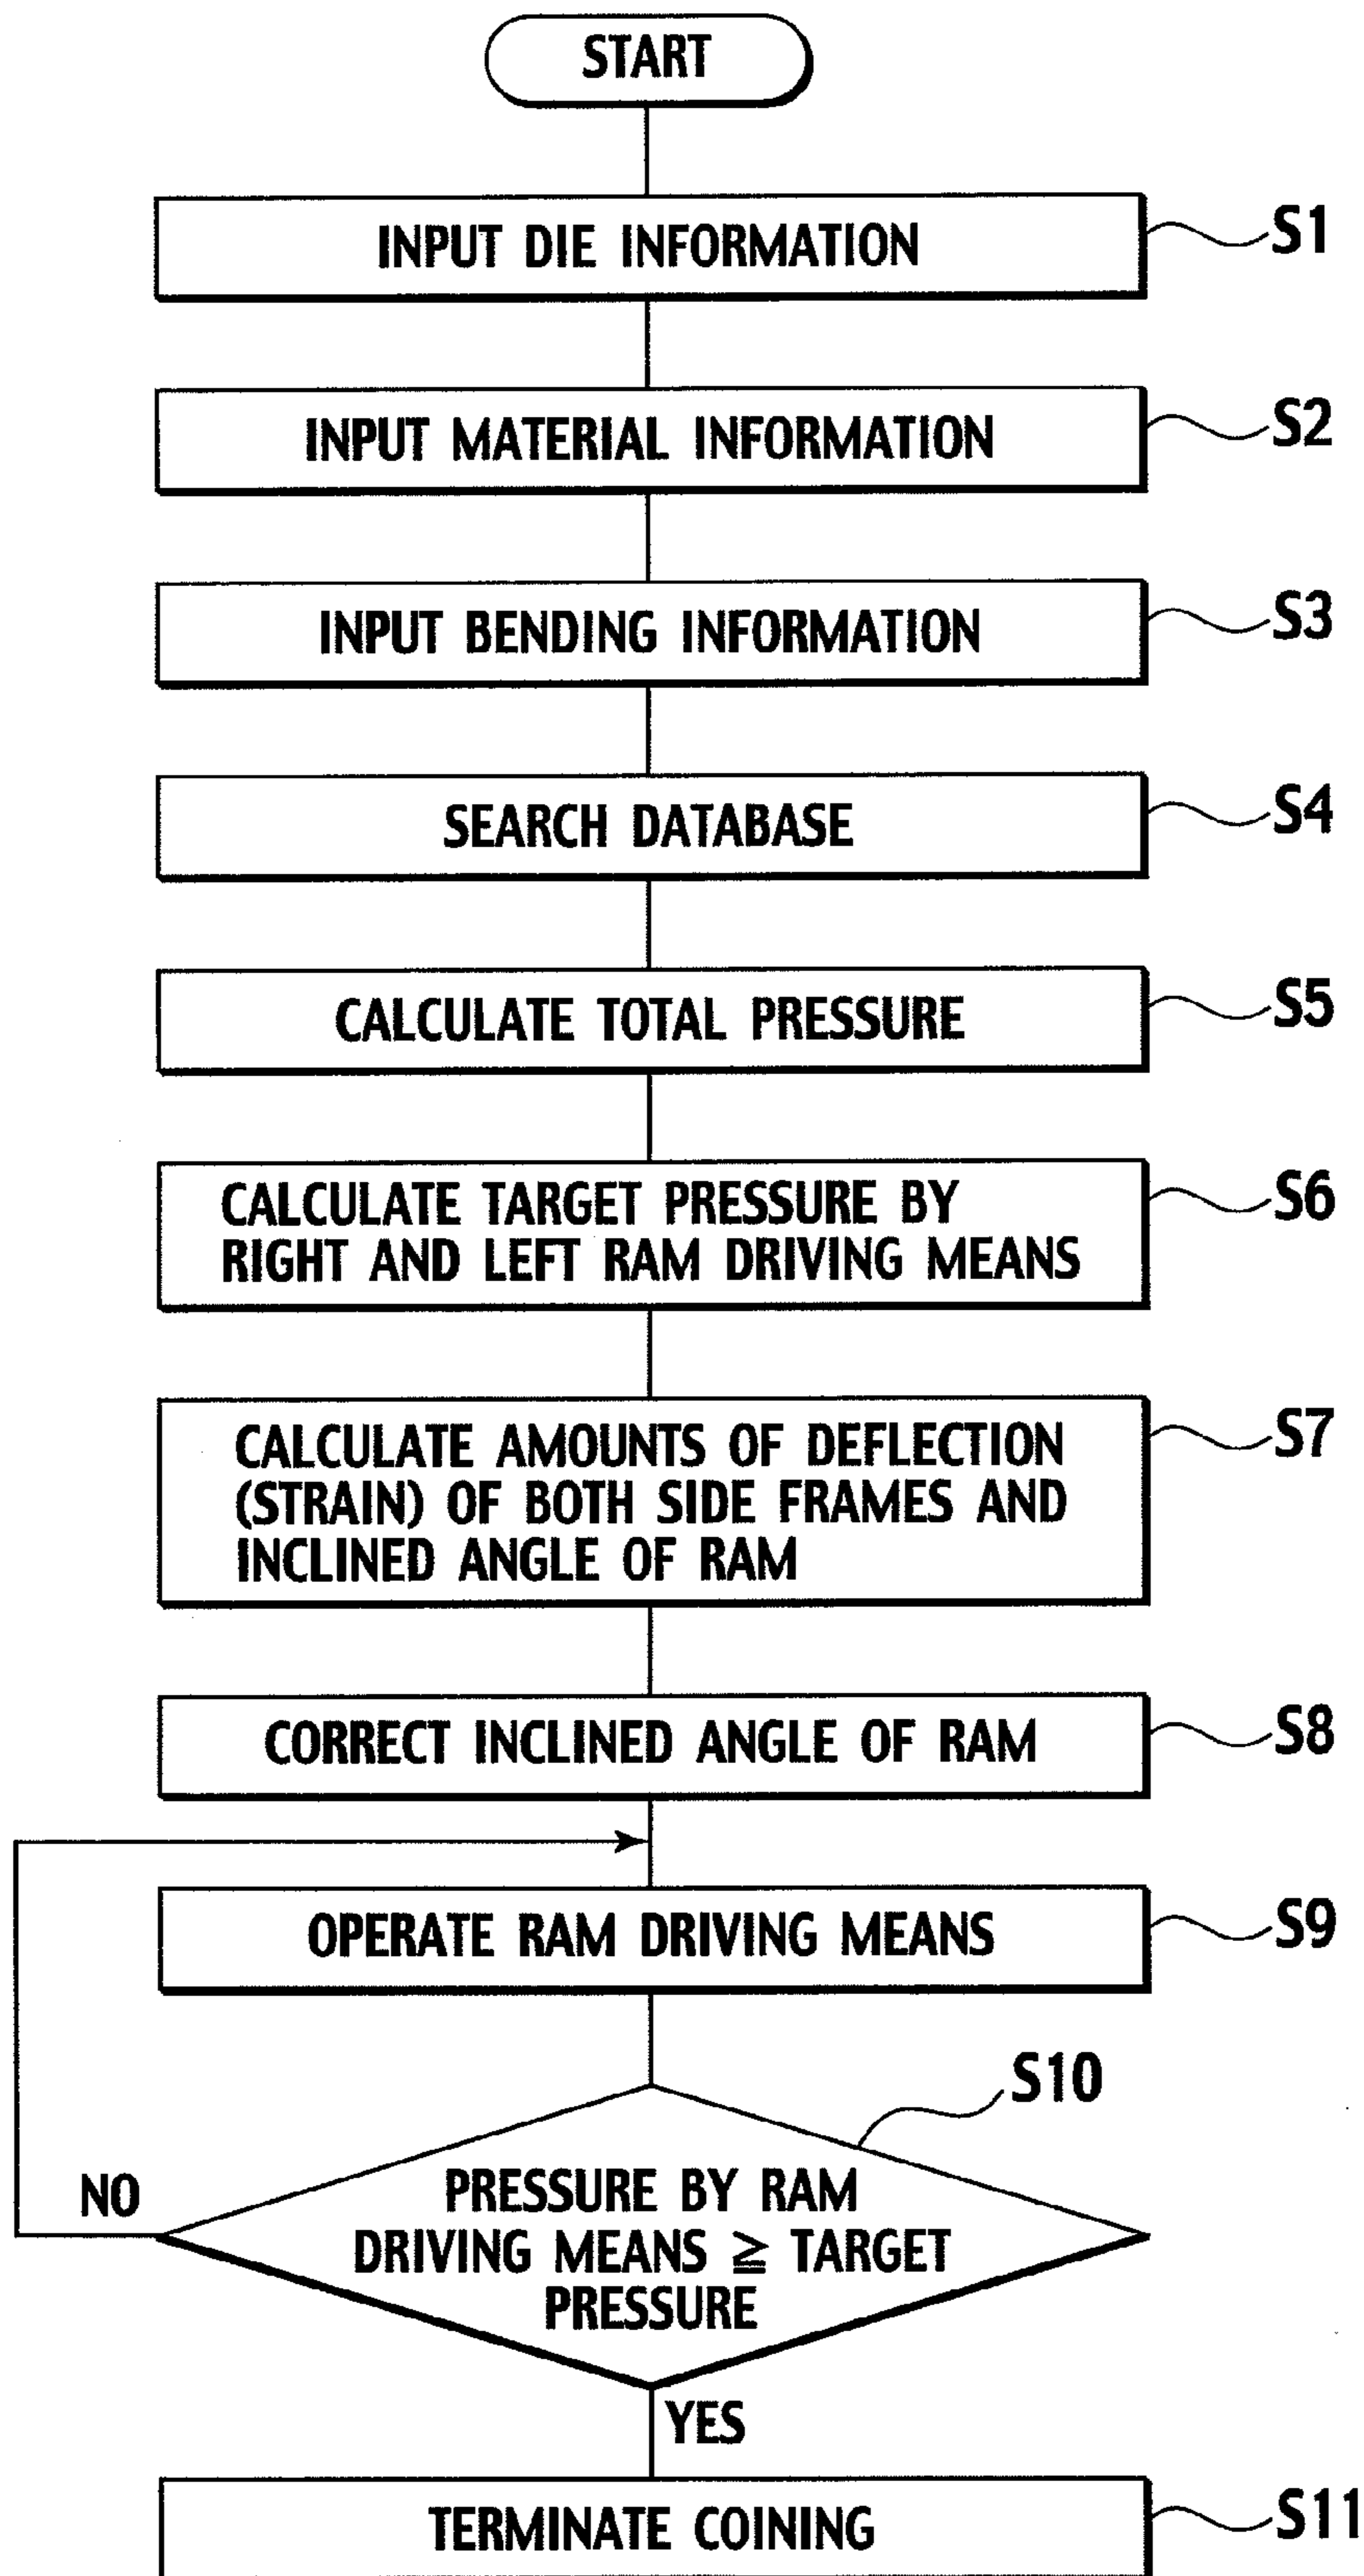 START
INPUT DIE INFORMATION
S1
INPUT MATERIAL INFORMATION
S2
INPUT BENDING INFORMATION
S3
SEARCH DATABASE
S4
CALCULATE TOTAL PRESSURE
S5
CALCULATE TARGET PRESSURE BY
RIGHT AND LEFT RAM DRIVING MEANS
S6
CALCULATE AMOUNTS OF DEFLECTION
(STRAIN) OF BOTH SIDE FRAMES AND
INCLINED ANGLE OF RAM
S7
CORRECT INCLINED ANGLE OF RAM
S8
OPERATE RAM DRIVING MEANS
S9
S10
PRESSURE BY RAM
DRIVING MEANS ≧ TARGET
PRESSURE
NO
YES
TERMINATE COINING
S11